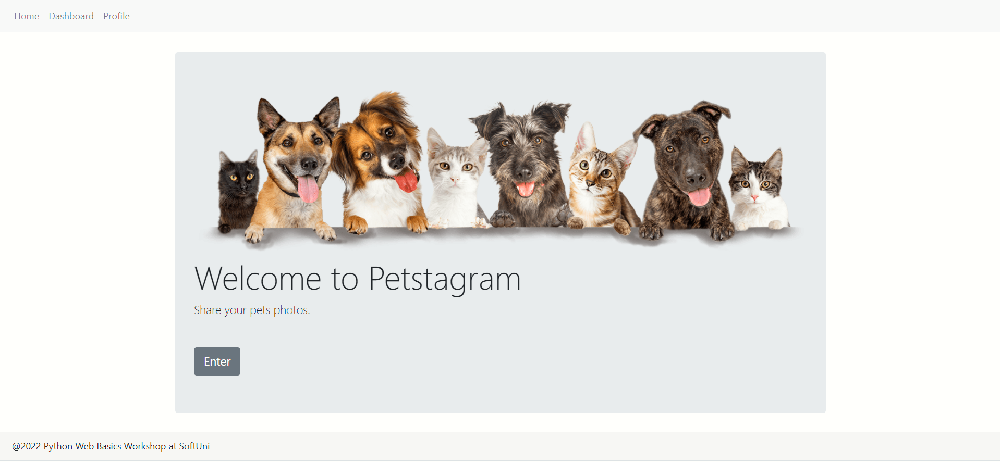 Home Dashboard Profile
Welcome to Petstagram
Share your pets photos.
Enter
@2022 Python Web Basics Workshop at SoftUni